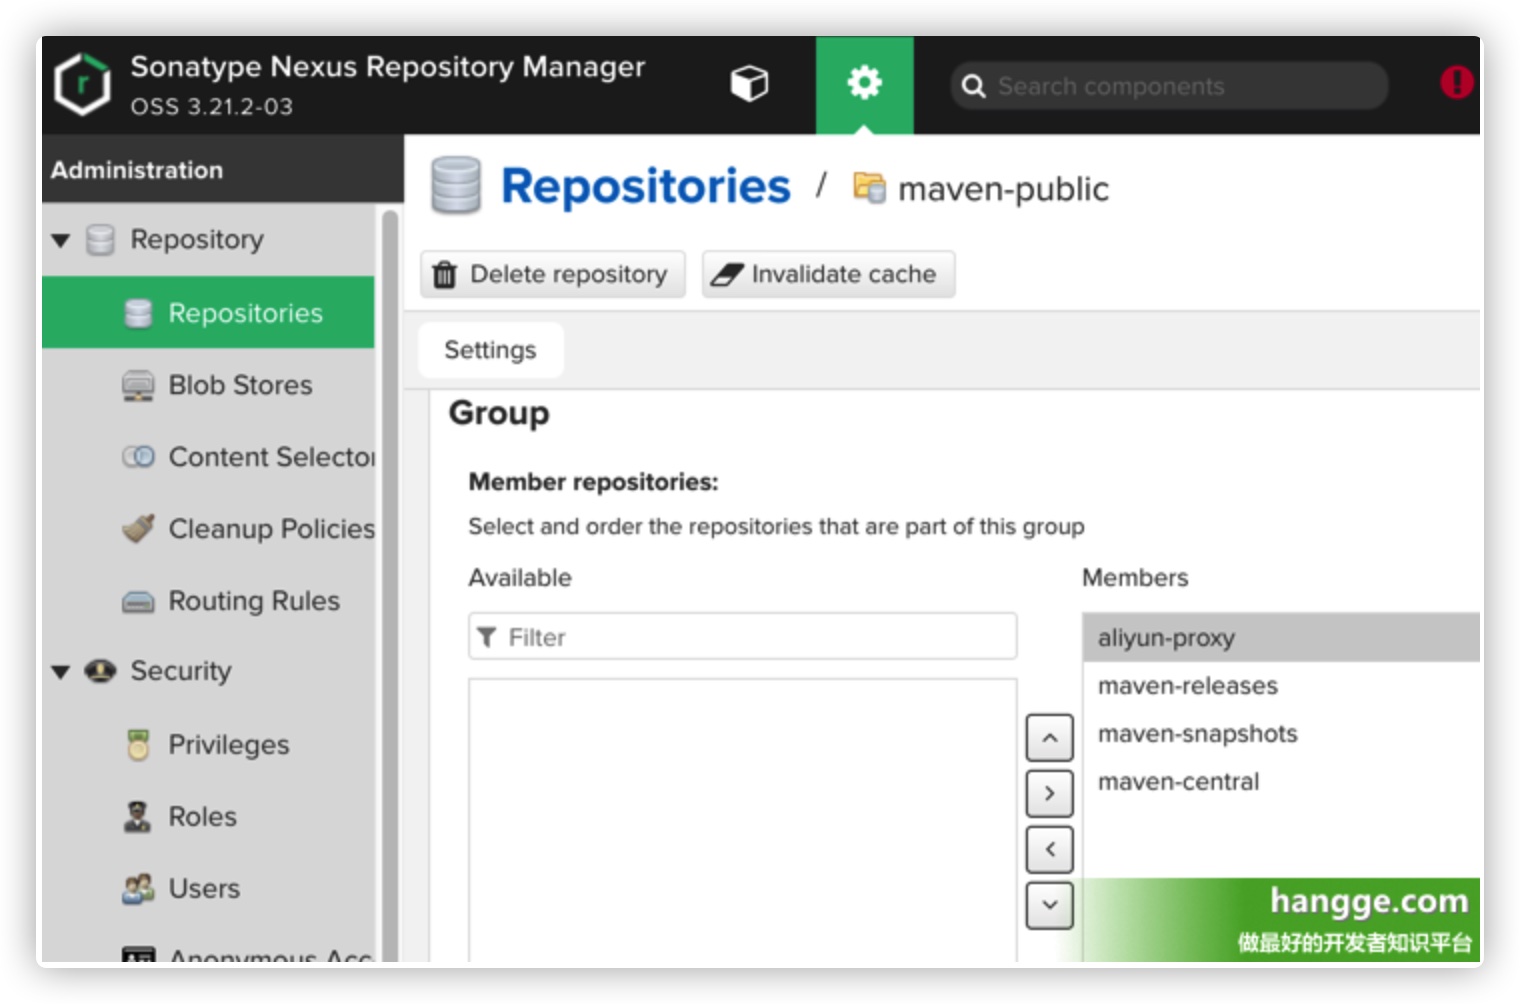 Sonatype Nexus Repository Manager
OSS 3.21.2-03
Search components
Administration
Repositories / maven-public
Repository
Delete repository
Invalidate cache
Repositories
Settings
Blob Stores
Group
Content Selector
Member repositories:
Cleanup Policies
Select and order the repositories that are part of this group
Available
Members
Routing Rules
Filter
aliyun-proxy
Security
maven-releases
Privileges
maven-snapshots
maven-central
Roles
Users
hangge.com
做最好的开发者知识平台
Anonymous Acc